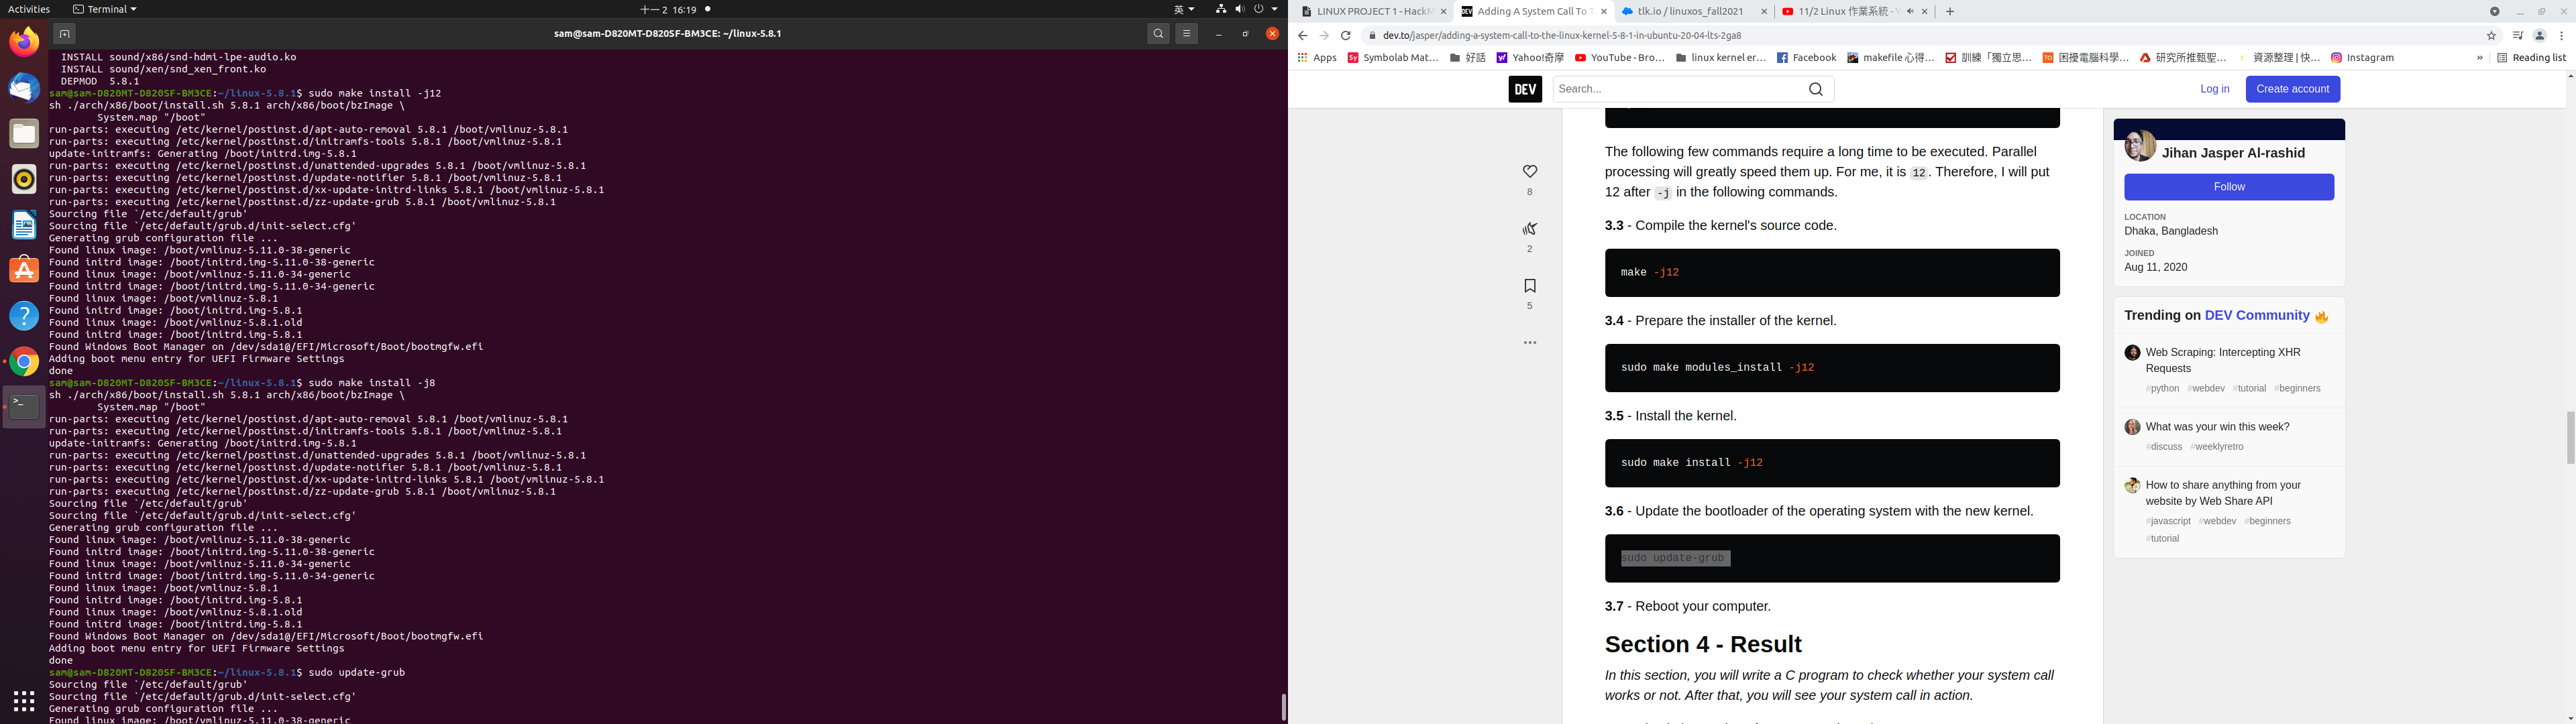 Activities
Terminal
十一 2 16:19
英
sam@sam-D820MT-D820SF-BM3CE: ~/linux-5.8.1
INSTALL sound/x86/snd-hdmi-lpe-audio.ko
INSTALL sound/xen/snd_xen_front.ko
DEPMOD 5.8.1
sam@sam-D820MT-D820SF-BM3CE:~/linux-5.8.1$ sudo make install -j12
sh ./arch/x86/boot/install.sh 5.8.1 arch/x86/boot/bzImage \
System.map "/boot"
run-parts: executing /etc/kernel/postinst.d/apt-auto-removal 5.8.1 /boot/vmlinuz-5.8.1
run-parts: executing /etc/kernel/postinst.d/initramfs-tools 5.8.1 /boot/vmlinuz-5.8.1
update-initramfs: Generating /boot/initrd.img-5.8.1
run-parts: executing /etc/kernel/postinst.d/unattended-upgrades 5.8.1 /boot/vmlinuz-5.8.1
run-parts: executing /etc/kernel/postinst.d/update-notifier 5.8.1 /boot/vmlinuz-5.8.1
run-parts: executing /etc/kernel/postinst.d/xx-update-initrd-links 5.8.1 /boot/vmlinuz-5.8.1
run-parts: executing /etc/kernel/postinst.d/zz-update-grub 5.8.1 /boot/vmlinuz-5.8.1
Sourcing file `/etc/default/grub'
Sourcing file `/etc/default/grub.d/init-select.cfg'
Generating grub configuration file ...
Found linux image: /boot/vmlinuz-5.11.0-38-generic
Found initrd image: /boot/initrd.img-5.11.0-38-generic
Found linux image: /boot/vmlinuz-5.11.0-34-generic
Found initrd image: /boot/initrd.img-5.11.0-34-generic
Found linux image: /boot/vmlinuz-5.8.1
Found initrd image: /boot/initrd.img-5.8.1
Found linux image: /boot/vmlinuz-5.8.1.old
Found initrd image: /boot/initrd.img-5.8.1
Found Windows Boot Manager on /dev/sda1@/EFI/Microsoft/Boot/bootmgfw.efi
Adding boot menu entry for UEFI Firmware Settings
done
sam@sam-D820MT-D820SF-BM3CE:~/linux-5.8.1$ sudo make install -j8
sh ./arch/x86/boot/install.sh 5.8.1 arch/x86/boot/bzImage \
System.map "/boot"
run-parts: executing /etc/kernel/postinst.d/apt-auto-removal 5.8.1 /boot/vmlinuz-5.8.1
run-parts: executing /etc/kernel/postinst.d/initramfs-tools 5.8.1 /boot/vmlinuz-5.8.1
update-initramfs: Generating /boot/initrd.img-5.8.1
run-parts: executing /etc/kernel/postinst.d/unattended-upgrades 5.8.1 /boot/vmlinuz-5.8.1
run-parts: executing /etc/kernel/postinst.d/update-notifier 5.8.1 /boot/vmlinuz-5.8.1
run-parts: executing /etc/kernel/postinst.d/xx-update-initrd-links 5.8.1 /boot/vmlinuz-5.8.1
run-parts: executing /etc/kernel/postinst.d/zz-update-grub 5.8.1 /boot/vmlinuz-5.8.1
Sourcing file `/etc/default/grub'
Sourcing file `/etc/default/grub.d/init-select.cfg'
Generating grub configuration file ...
Found linux image: /boot/vmlinuz-5.11.0-38-generic
Found initrd image: /boot/initrd.img-5.11.0-38-generic
Found linux image: /boot/vmlinuz-5.11.0-34-generic
Found initrd image: /boot/initrd.img-5.11.0-34-generic
Found linux image: /boot/vmlinuz-5.8.1
Found initrd image: /boot/initrd.img-5.8.1
Found linux image: /boot/vmlinuz-5.8.1.old
Found initrd image: /boot/initrd.img-5.8.1
Found Windows Boot Manager on /dev/sda1@/EFI/Microsoft/Boot/bootmgfw.efi
Adding boot menu entry for UEFI Firmware Settings
done
sam@sam-D820MT-D820SF-BM3CE:~/linux-5.8.1$ sudo update-grub
Sourcing file `/etc/default/grub'
Sourcing file `/etc/default/grub.d/init-select.cfg'
Generating grub configuration file ...
Found linux image: /boot/vmlinuz-5.11.0-38-generic
LINUX PROJECT 1 - HackM
Adding A System Call To T
tlk.io / linuxos_fall2021
11/2 Linux 作業系統 - Y
dev.to/jasper/adding-a-system-call-to-the-linux-kernel-5-8-1-in-ubuntu-20-04-lts-2ga8
Apps
Symbolab Mat...
好話
Yahoo!奇摩
YouTube - Bro...
linux kernel er...
Facebook
makefile 心得...
訓練「獨立思...
困擾電腦科學...
研究所推甄聖...
資源整理 | 快...
Instagram
»
Reading list
DEV
Search...
Log in
Create account
8
2
5
The following few commands require a long time to be executed. Parallel
processing will greatly speed them up. For me, it is 12. Therefore, I will put
12 after -j in the following commands.
3.3 - Compile the kernel's source code.
make -j12
3.4 - Prepare the installer of the kernel.
sudo make modules_install -j12
3.5 - Install the kernel.
sudo make install -j12
3.6 - Update the bootloader of the operating system with the new kernel.
sudo update-grub
3.7 - Reboot your computer.
Section 4 - Result
In this section, you will write a C program to check whether your system call
works or not. After that, you will see your system call in action.
Jihan Jasper Al-rashid
Follow
LOCATION
Dhaka, Bangladesh
JOINED
Aug 11, 2020
Trending on DEV Community
Web Scraping: Intercepting XHR
Requests
#python #webdev #tutorial #beginners
What was your win this week?
#discuss #weeklyretro
How to share anything from your
website by Web Share API
#javascript #webdev #beginners
#tutorial